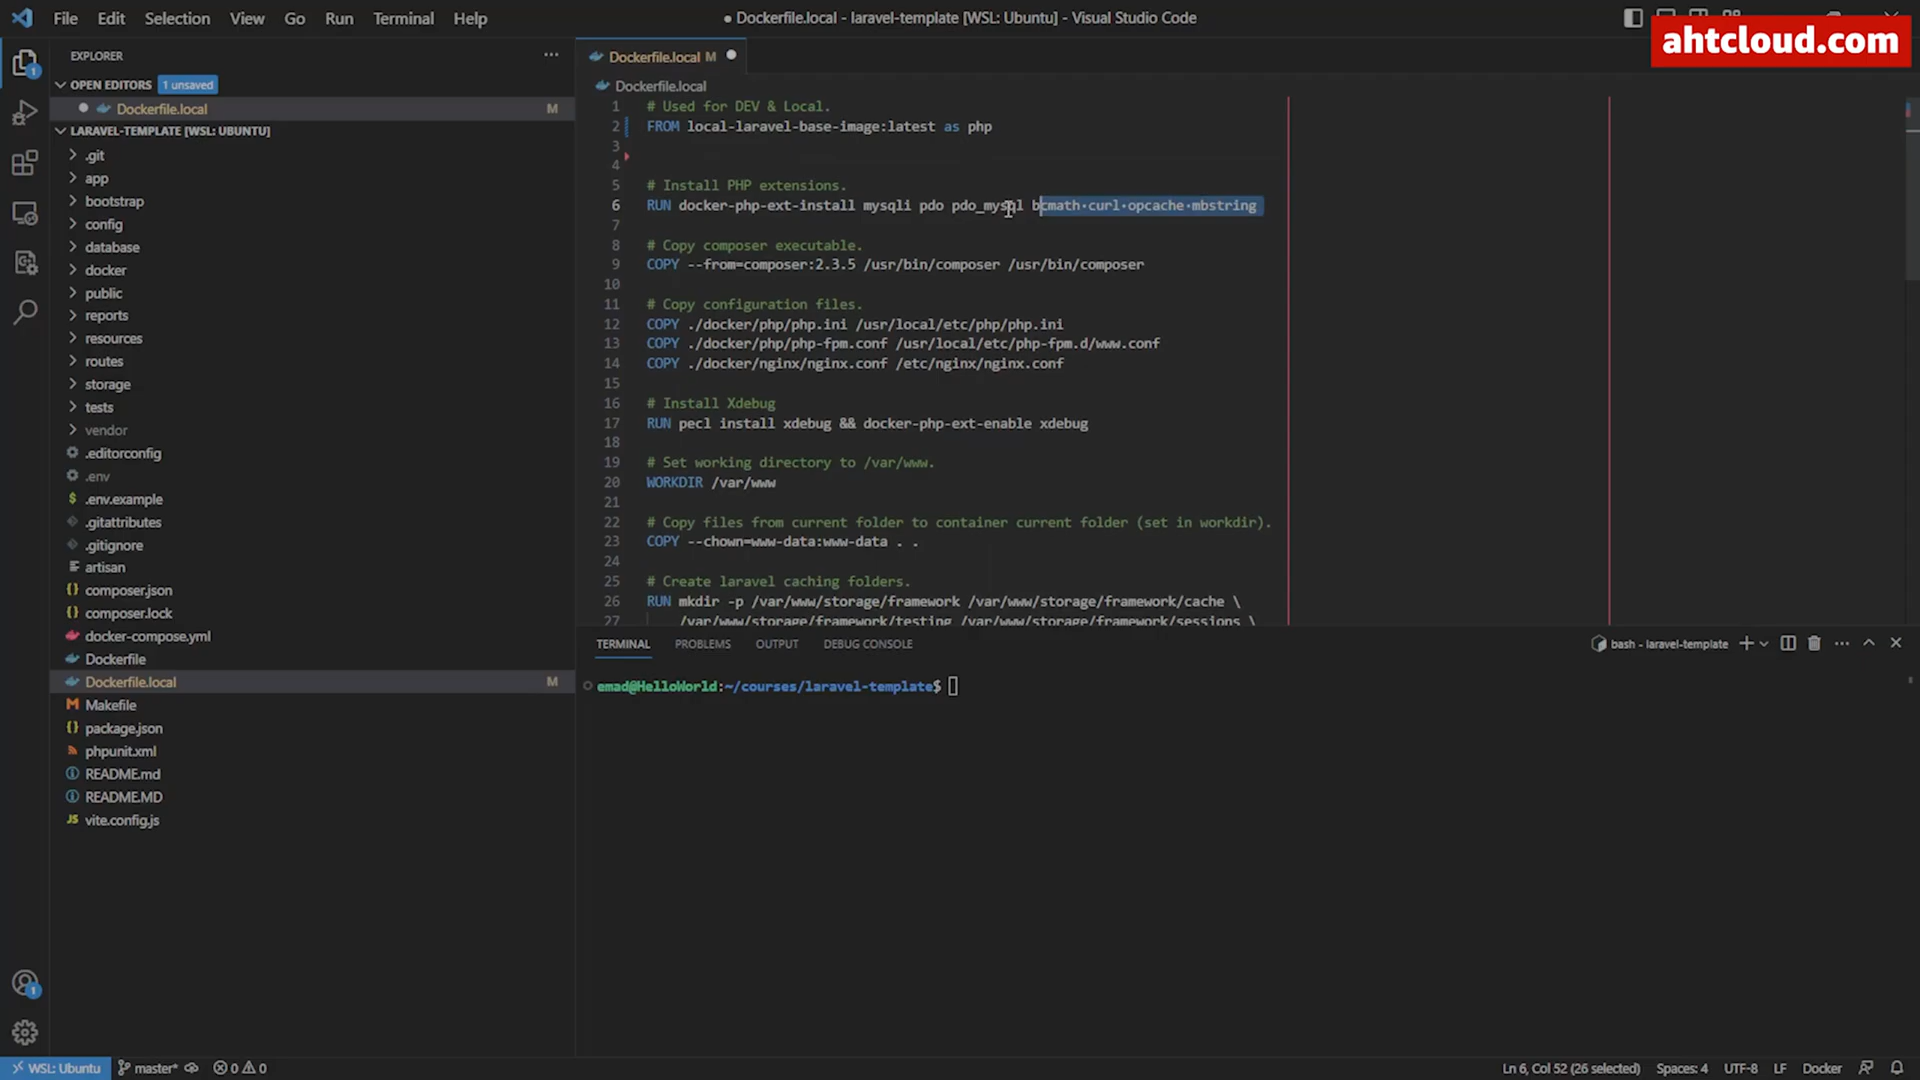 File Edit Selection View Go Run Terminal Help
● Dockerfile.local - laravel-template [WSL: Ubuntu] - Visual Studio Code
ahtcloud.com
EXPLORER
OPEN EDITORS 1 unsaved
Dockerfile.local M
LARAVEL-TEMPLATE [WSL: UBUNTU]
.git
app
bootstrap
config
database
docker
public
reports
resources
routes
storage
tests
vendor
.editorconfig
.env
.env.example
.gitattributes
.gitignore
artisan
composer.json
composer.lock
docker-compose.yml
Dockerfile
Dockerfile.local M
Makefile
package.json
phpunit.xml
README.md
README.MD
vite.config.js
Dockerfile.local M
Dockerfile.local
1 # Used for DEV & Local.
2 FROM local-laravel-base-image:latest as php
3
4
5 # Install PHP extensions.
6 RUN docker-php-ext-install mysqli pdo pdo_mysql bcmath·curl·opcache·mbstring
7
8 # Copy composer executable.
9 COPY --from=composer:2.3.5 /usr/bin/composer /usr/bin/composer
10
11 # Copy configuration files.
12 COPY ./docker/php/php.ini /usr/local/etc/php/php.ini
13 COPY ./docker/php/php-fpm.conf /usr/local/etc/php-fpm.d/www.conf
14 COPY ./docker/nginx/nginx.conf /etc/nginx/nginx.conf
15
16 # Install Xdebug
17 RUN pecl install xdebug && docker-php-ext-enable xdebug
18
19 # Set working directory to /var/www.
20 WORKDIR /var/www
21
22 # Copy files from current folder to container current folder (set in workdir).
23 COPY --chown=www-data:www-data . .
24
25 # Create laravel caching folders.
26 RUN mkdir -p /var/www/storage/framework /var/www/storage/framework/cache \
27 /var/www/storage/framework/testing /var/www/storage/framework/sessions \
TERMINAL PROBLEMS OUTPUT DEBUG CONSOLE
bash - laravel-template
emad@HelloWorld:~/courses/laravel-template$
WSL: Ubuntu master* 0 0
Ln 6, Col 52 (26 selected) Spaces: 4 UTF-8 LF Docker